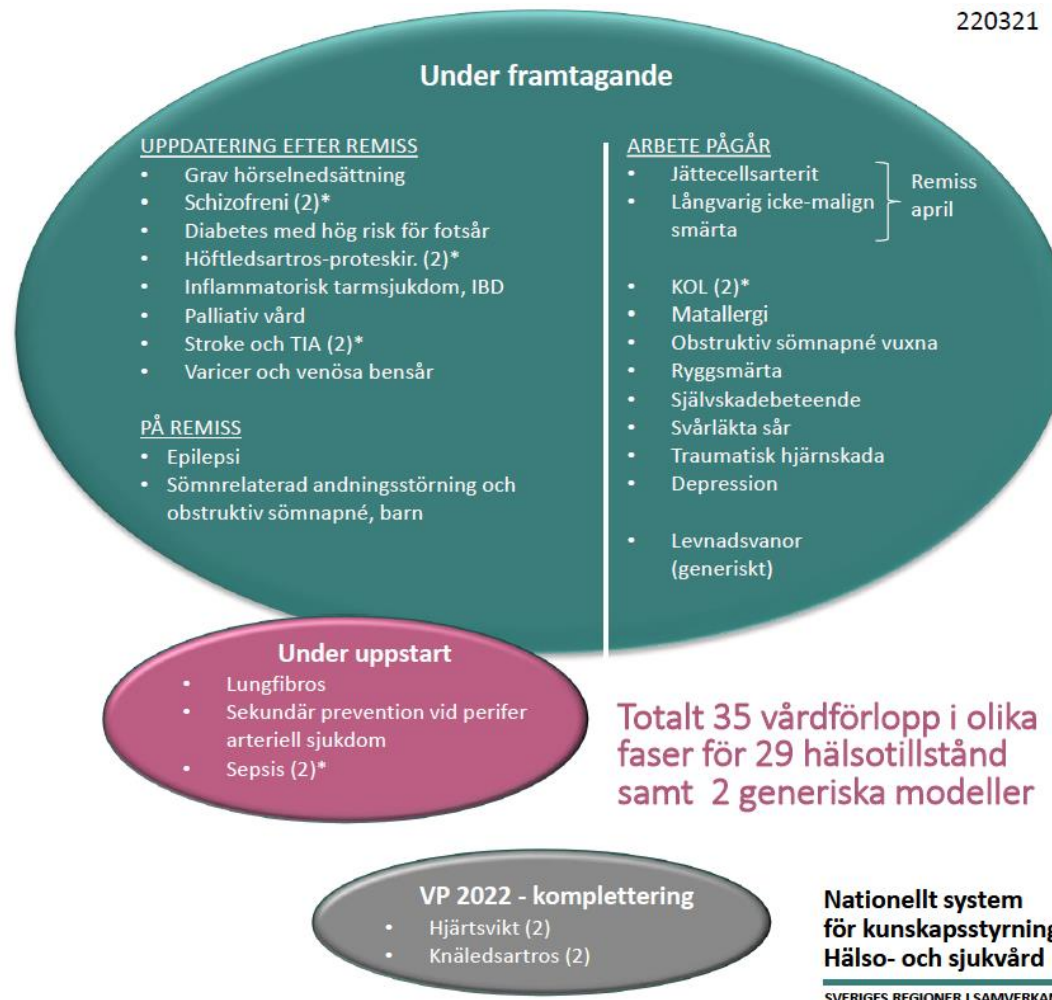 220321
Under framtagande
UPPDATERING EFTER REMISS
• Grav hörselnedsättning
• Schizofreni (2)*
• Diabetes med hög risk för fotsår
• Höftledsartros-proteskir. (2)*
• Inflammatorisk tarmsjukdom, IBD
• Palliativ vård
• Stroke och TIA (2)*
• Varicer och venösa bensår
PÅ REMISS
• Epilepsi
• Sömnrelaterad andningsstörning och
obstruktiv sömnapné, barn
ARBETE PÅGÅR
• Jättecellsarterit
• Långvarig icke-malign
smärta
Remiss
april
• KOL (2)*
• Matallergi
• Obstruktiv sömnapné vuxna
• Ryggsmärta
• Självskadebeteende
• Svårläkta sår
• Traumatisk hjärnskada
• Depression
• Levnadsvanor
(generiskt)
Under uppstart
• Lungfibros
• Sekundär prevention vid perifer
arteriell sjukdom
• Sepsis (2)*
Totalt 35 vårdförlopp i olika
faser för 29 hälsotillstånd
samt 2 generiska modeller
VP 2022 - komplettering
• Hjärtsvikt (2)
• Knäledsartros (2)
Nationellt system
för kunskapsstyrning
Hälso- och sjukvård
SVERIGES REGIONER I SAMVERKAN